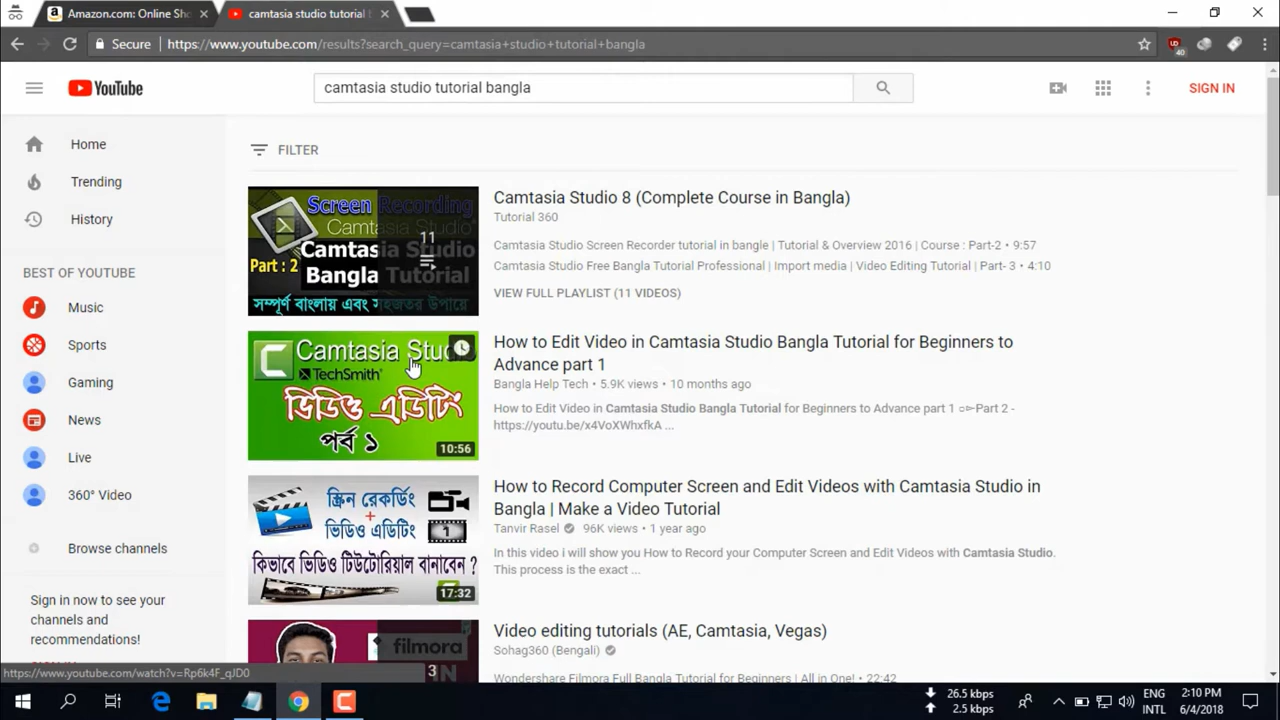 Amazon.com: Online Sho
camtasia studio tutorial
Secure
https://www.youtube.com/results?search_query=camtasia+studio+tutorial+bangla
40
YouTube
camtasia studio tutorial bangla
SIGN IN
Home
Trending
History
BEST OF YOUTUBE
Music
Sports
Gaming
News
Live
360° Video
Browse channels
Sign in now to see your
channels and
recommendations!
FILTER
Screen Recording
Camtasia Studio
Camtasia Studio
Part : 2
Bangla Tutorial
11
সম্পূর্ণ বাংলায় এবং সহজতর উপায়ে
Camtasia Studio 8 (Complete Course in Bangla)
Tutorial 360
Camtasia Studio Screen Recorder tutorial in bangle | Tutorial & Overview 2016 | Course : Part-2 • 9:57
Camtasia Studio Free Bangla Tutorial Professional | Import media | Video Editing Tutorial | Part- 3 • 4:10
VIEW FULL PLAYLIST (11 VIDEOS)
Camtasia Studio
TechSmith
ভিডিও এডিটিং
পর্ব ১
10:56
How to Edit Video in Camtasia Studio Bangla Tutorial for Beginners to
Advance part 1
Bangla Help Tech • 5.9K views • 10 months ago
How to Edit Video in Camtasia Studio Bangla Tutorial for Beginners to Advance part 1 ○➢Part 2 -
https://youtu.be/x4VoXWhxfkA ...
স্ক্রিন রেকর্ডিং
+
ভিডিও এডিটিং
1
কিভাবে ভিডিও টিউটোরিয়াল বানাবেন ?
17:32
How to Record Computer Screen and Edit Videos with Camtasia Studio in
Bangla | Make a Video Tutorial
Tanvir Rasel 96K views • 1 year ago
In this video i will show you How to Record your Computer Screen and Edit Videos with Camtasia Studio.
This process is the exact ...
filmora
3
Video editing tutorials (AE, Camtasia, Vegas)
Sohag360 (Bengali)
Wondershare Filmora Full Bangla Tutorial for Beginners | All in One! • 22:42
https://www.youtube.com/watch?v=Rp6k4F_qJD0
26.5 kbps
2.5 kbps
ENG
INTL
2:10 PM
6/4/2018